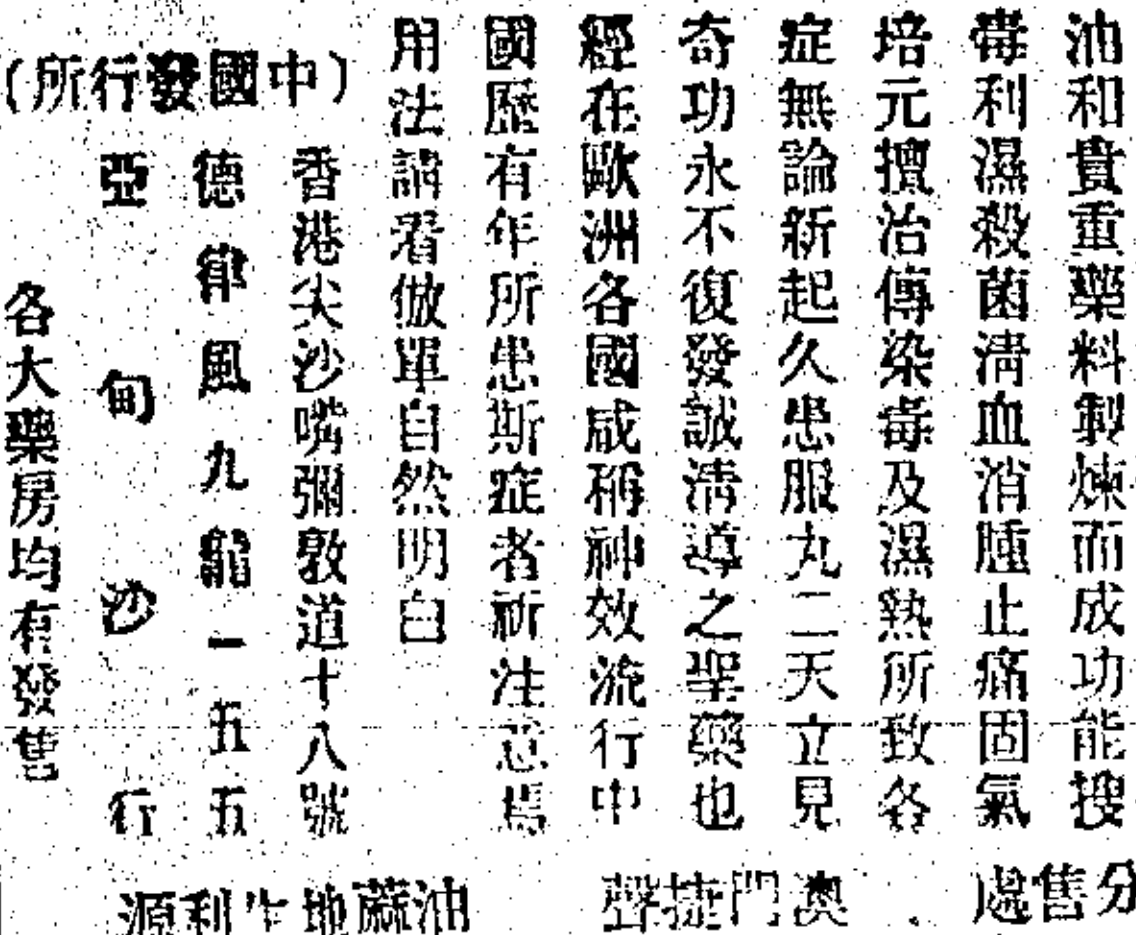 油和貴重藥料製煉而成功能搜
毒利濕殺菌淸血消腫止痛固氣
培元擅治傳染毒及濕熱所致各
症無論新起久患服丸二天立見
奇功永不復發誠淸導之聖藥也
經在歐洲各國咸稱神效流行中
國歷有年所患斯症者祈注意焉
用法請看倣單自然明白
(中國發行所)
香港尖沙嘴彌敦道十八號
德律風九龍一五五五
亞甸沙行
各大藥房均有發售
分售處
澳門捷聲
油蔴地生利源